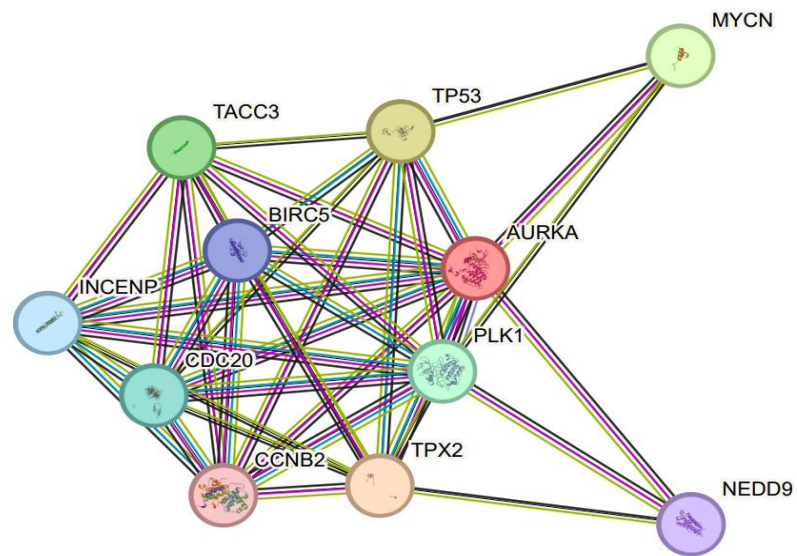 MYCN
TP53
TACC3
BIRC5
AURKA
INCENP
PLK1
CDC20
CCNB2
TPX2
NEDD9